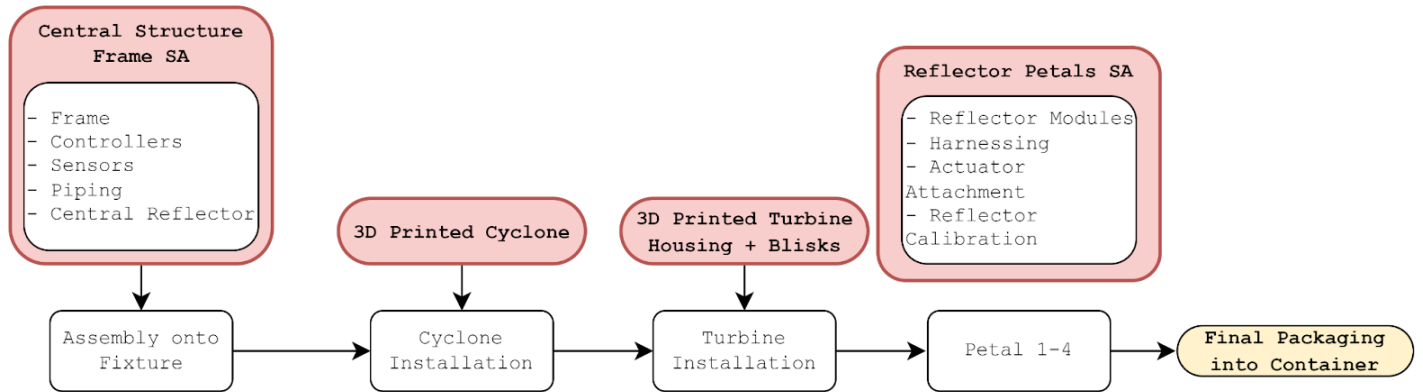 Central Structure
Frame SA
- Frame
- Controllers
- Sensors
- Piping
- Central Reflector
3D Printed Cyclone
3D Printed Turbine
Housing + Blisks
Reflector Petals SA
- Reflector Modules
- Harnessing
- Actuator
Attachment
- Reflector
Calibration
Assembly onto
Fixture
Cyclone
Installation
Turbine
Installation
Petal 1-4
Final Packaging
into Container